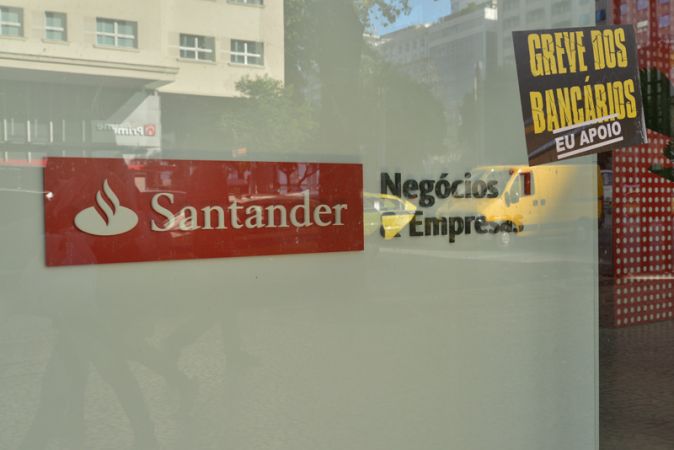 GREVE DOS
BANCÁRIOS
EU APOIO
Santander
Negócios
& Empresas